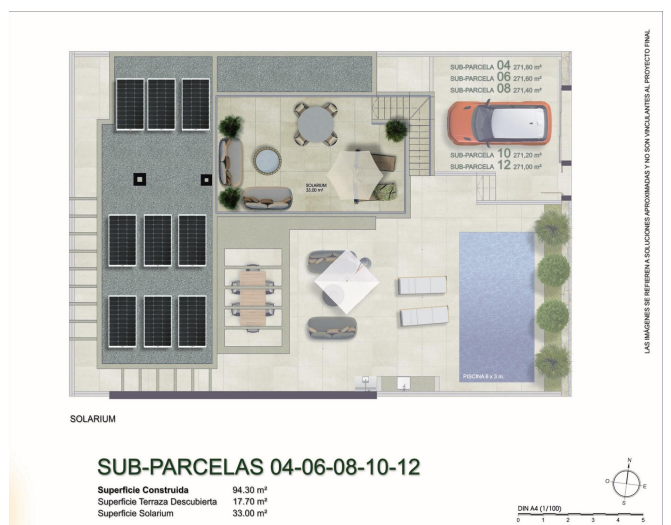 SUB-PARCELA 04 271,80 m²
SUB-PARCELA 06 271,60 m²
SUB-PARCELA 08 271,40 m²
SUB-PARCELA 10 271,20 m²
SUB-PARCELA 12 271,00 m²
SOLARIUM
33.00 m²
PISCINA 8 x 3 m.
LAS IMÁGENES SE REFIEREN A SOLUCIONES APROXIMADAS Y NO SON VINCULANTES AL PROYECTO FINAL
SOLARIUM
SUB-PARCELAS 04-06-08-10-12
Superficie Construida 94.30 m²
Superficie Terraza Descubierta 17.70 m²
Superficie Solarium 33.00 m²
N
O E
S
DIN A4 (1/100)
0 1 2 3 4 5